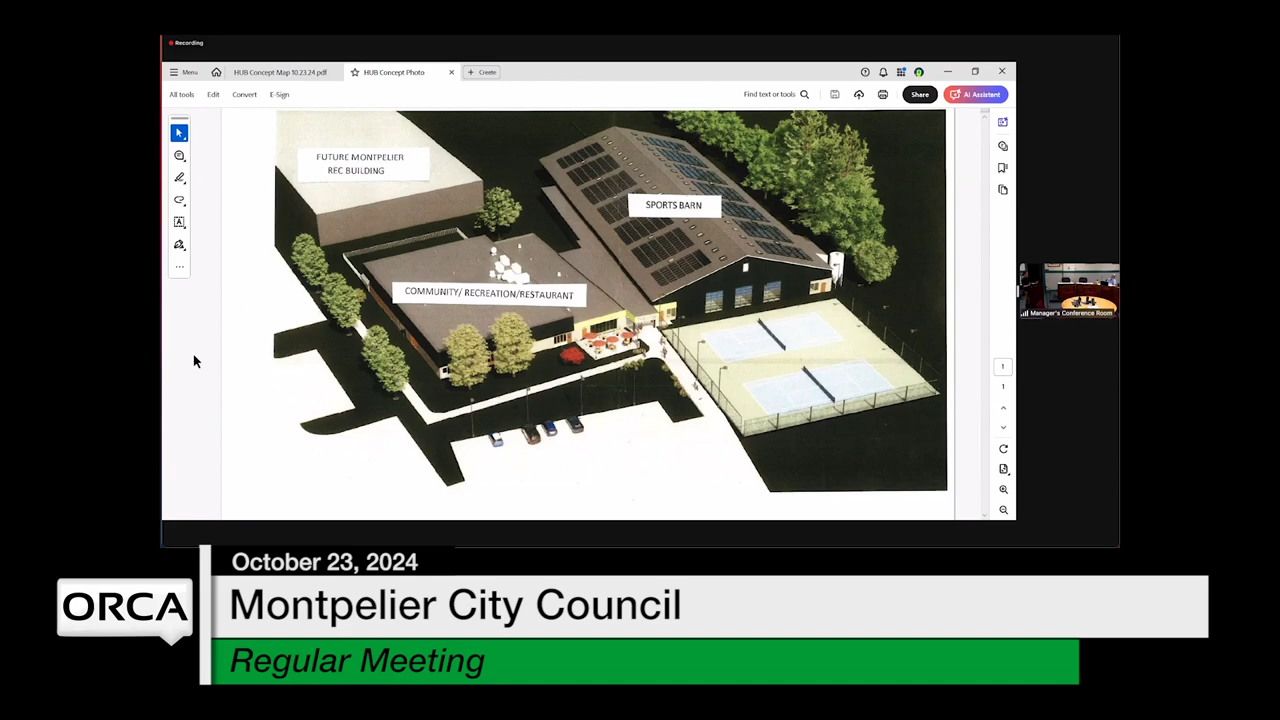 Recording
Menu
HUB Concept Map 10.23.24.pdf
HUB Concept Photo
Create
All tools
Edit
Convert
E-Sign
Find text or tools
Share
AI Assistant
FUTURE MONTPELIER
REC BUILDING
SPORTS BARN
COMMUNITY/ RECREATION/RESTAURANT
Manager's Conference Room
1
1
October 23, 2024
ORCA
Montpelier City Council
Regular Meeting